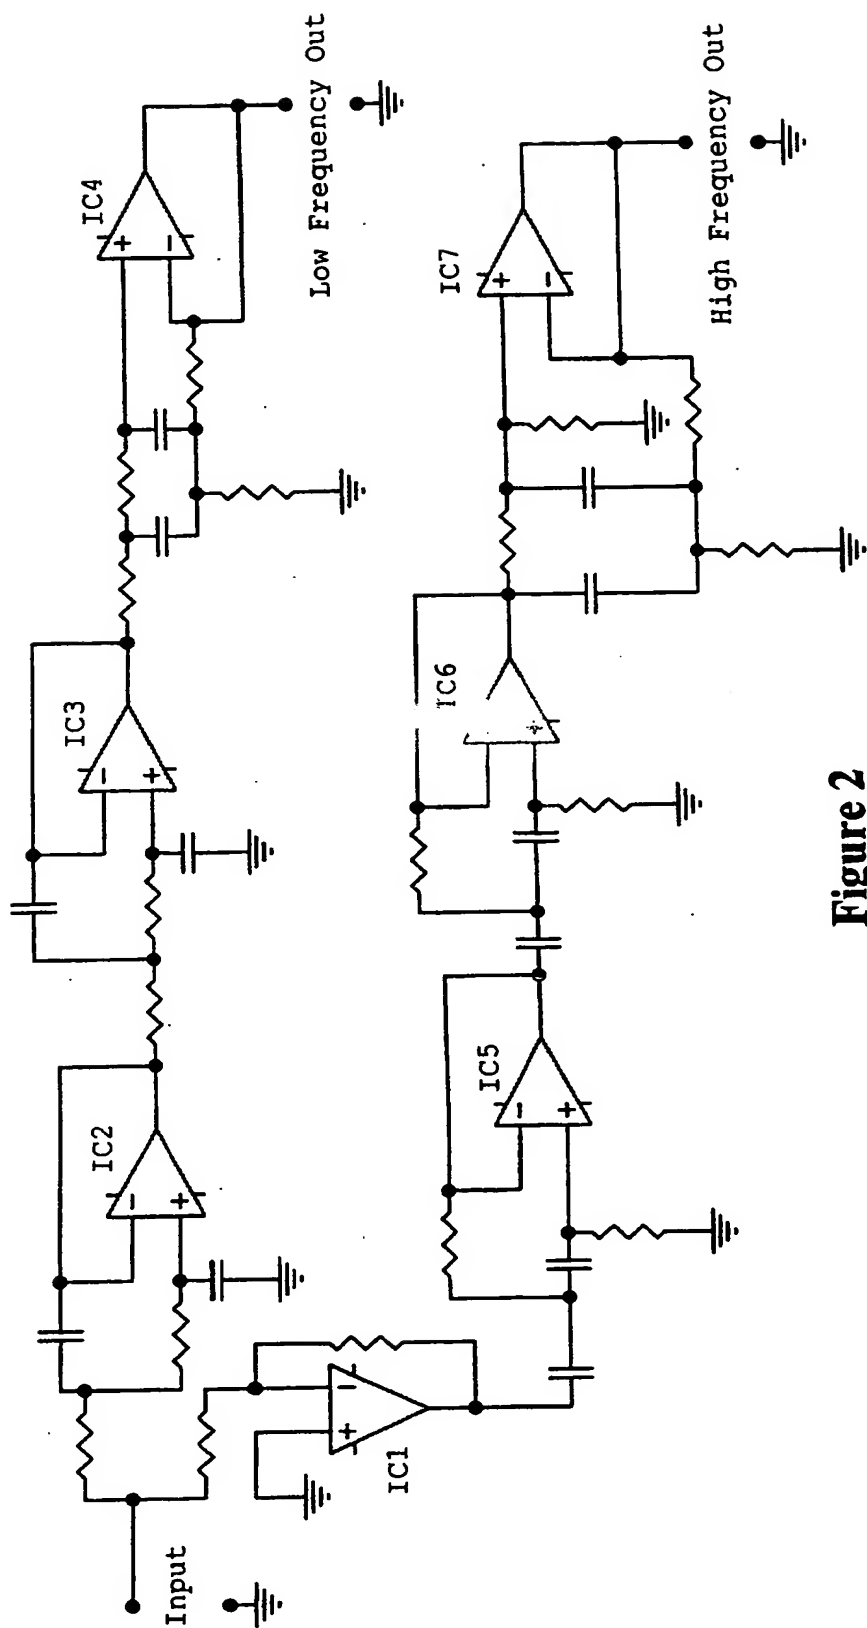 IC4
Low Frequency Out
IC3
IC2
Input
IC1
IC7
High Frequency Out
IC6
IC5
Figure 2